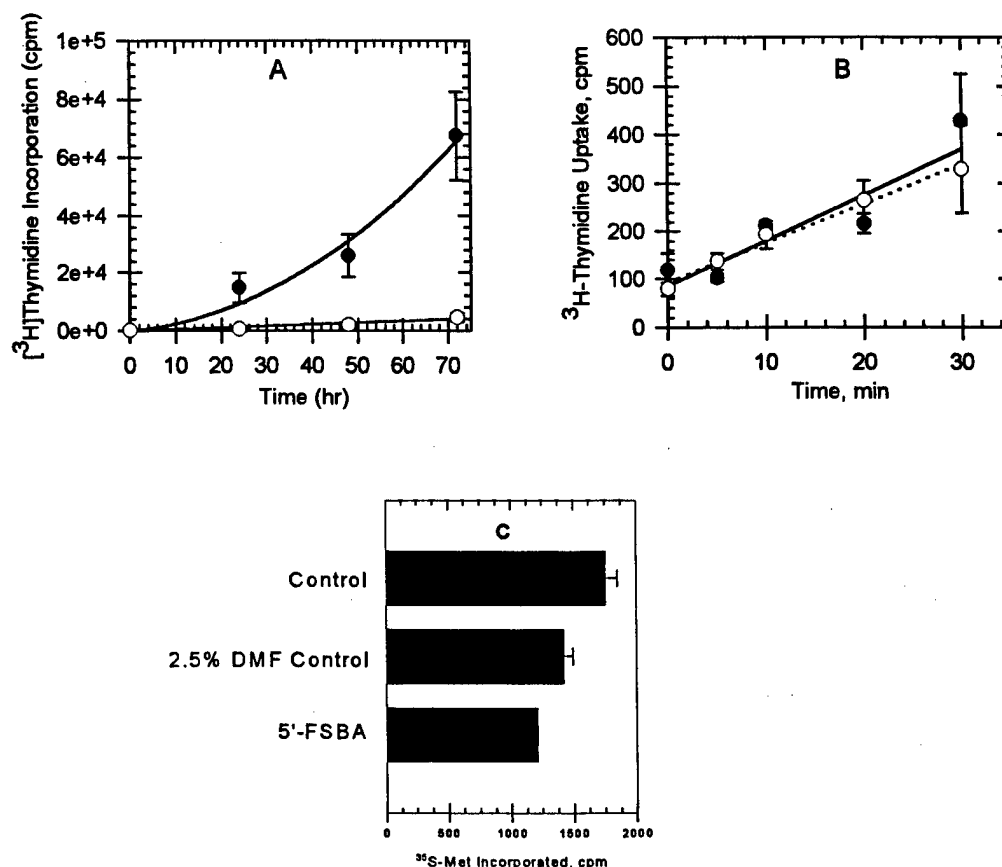 A
[³H]Thymidine Incorporation (cpm)
1e+5
8e+4
6e+4
4e+4
2e+4
0e+0
0 10 20 30 40 50 60 70
Time (hr)
B
³H-Thymidine Uptake, cpm
600
500
400
300
200
100
0
0 10 20 30
Time, min
C
Control
2.5% DMF Control
5'-FSBA
0 500 1000 1500 2000
³⁵S-Met Incorporated, cpm